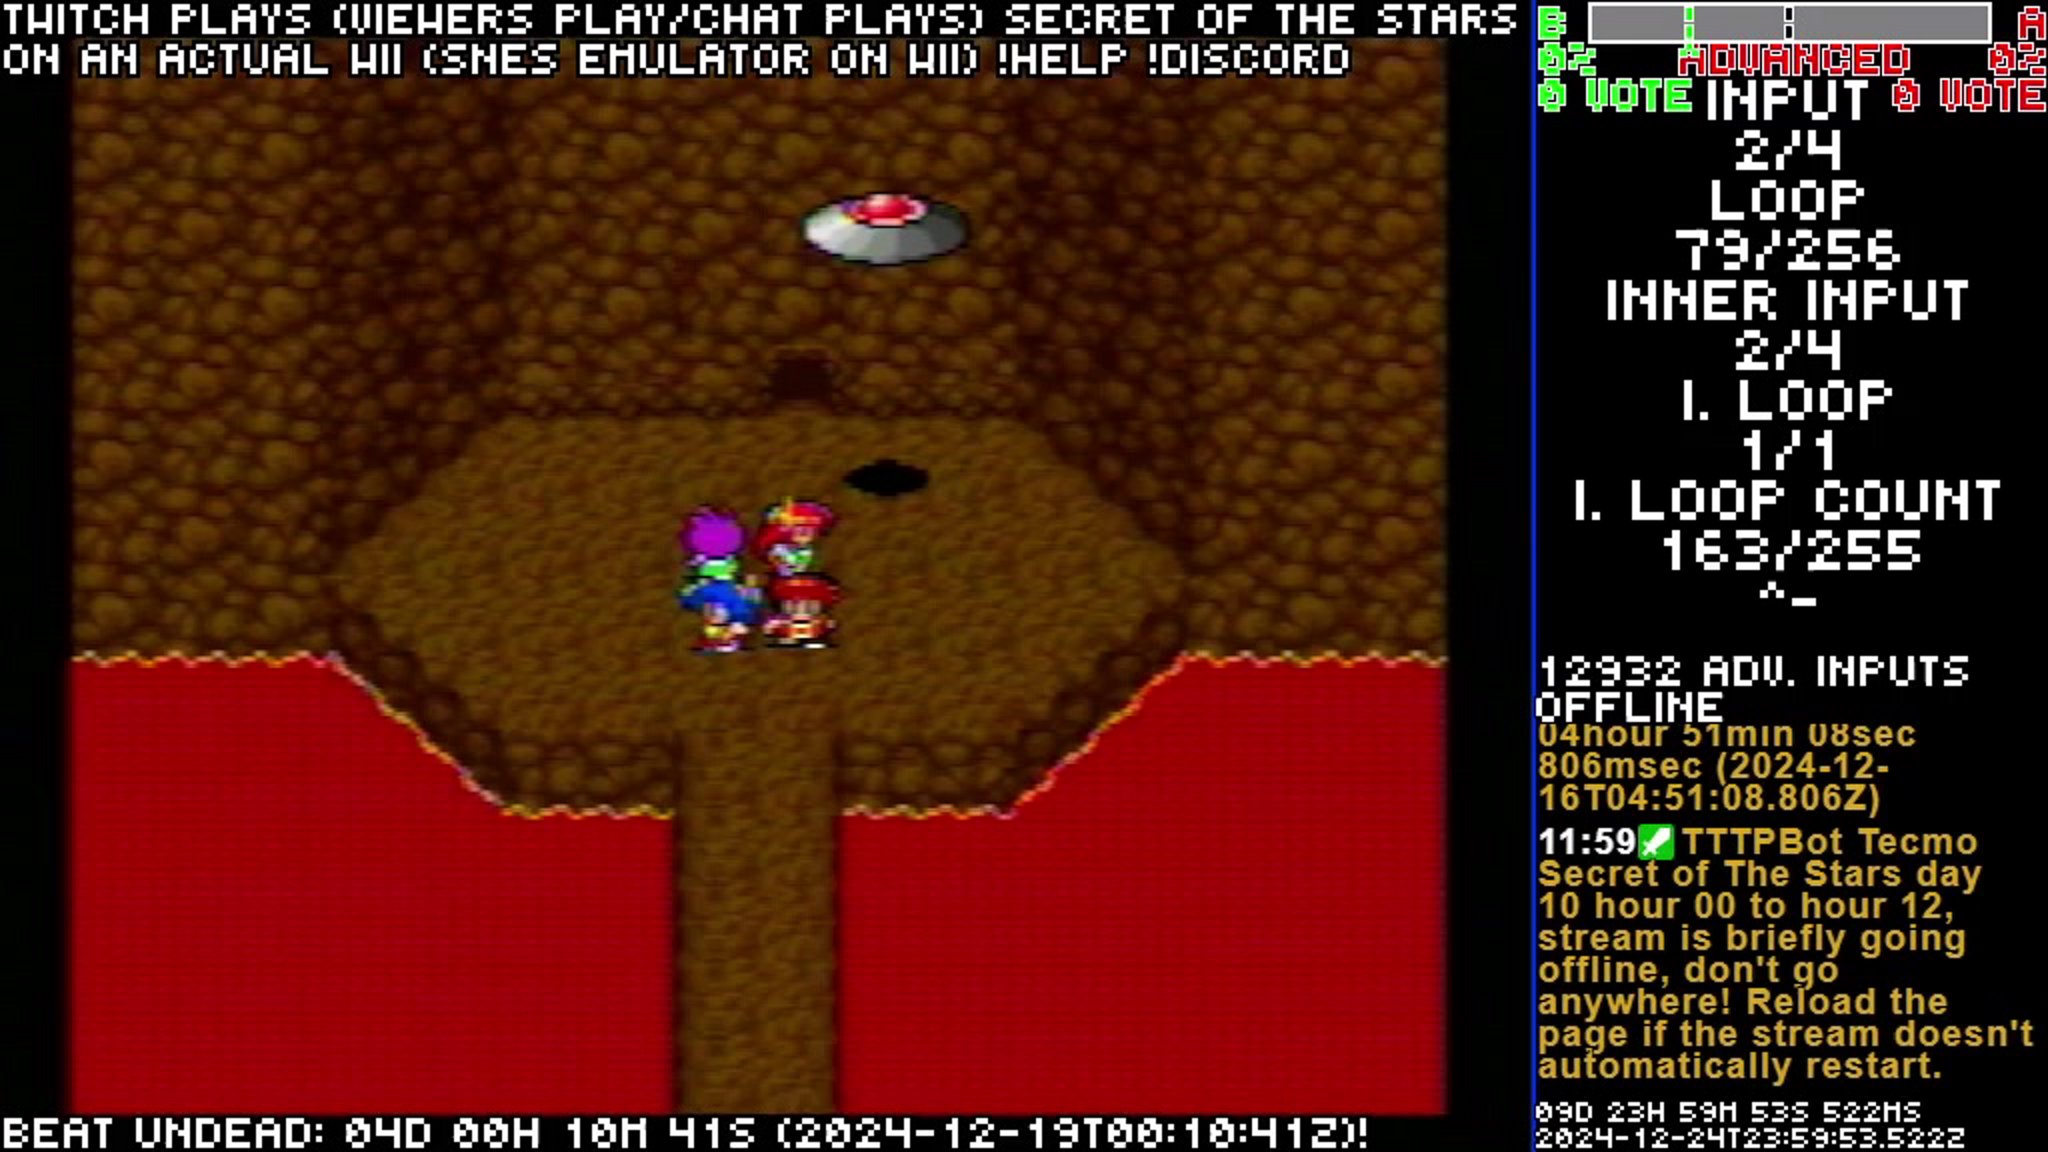 TWITCH PLAYS (VIEWERS PLAY/CHAT PLAYS) SECRET OF THE STARS
ON AN ACTUAL WII (SNES EMULATOR ON WII) !HELP !DISCORD
B A
0% ADVANCED 0%
0 VOTE INPUT 0 VOTE
2/4
LOOP
79/256
INNER INPUT
2/4
I. LOOP
1/1
I. LOOP COUNT
163/255
^_
12932 ADV. INPUTS
OFFLINE
04hour 51min 08sec
806msec (2024-12-
16T04:51:08.806Z)
11:59 TTTPBot Tecmo
Secret of The Stars day
10 hour 00 to hour 12,
stream is briefly going
offline, don't go
anywhere! Reload the
page if the stream doesn't
automatically restart.
09D 23H 59M 53S 522MS
2024-12-24T23:59:53.522Z
BEAT UNDEAD: 04D 00H 10M 41S (2024-12-19T00:10:41Z)!